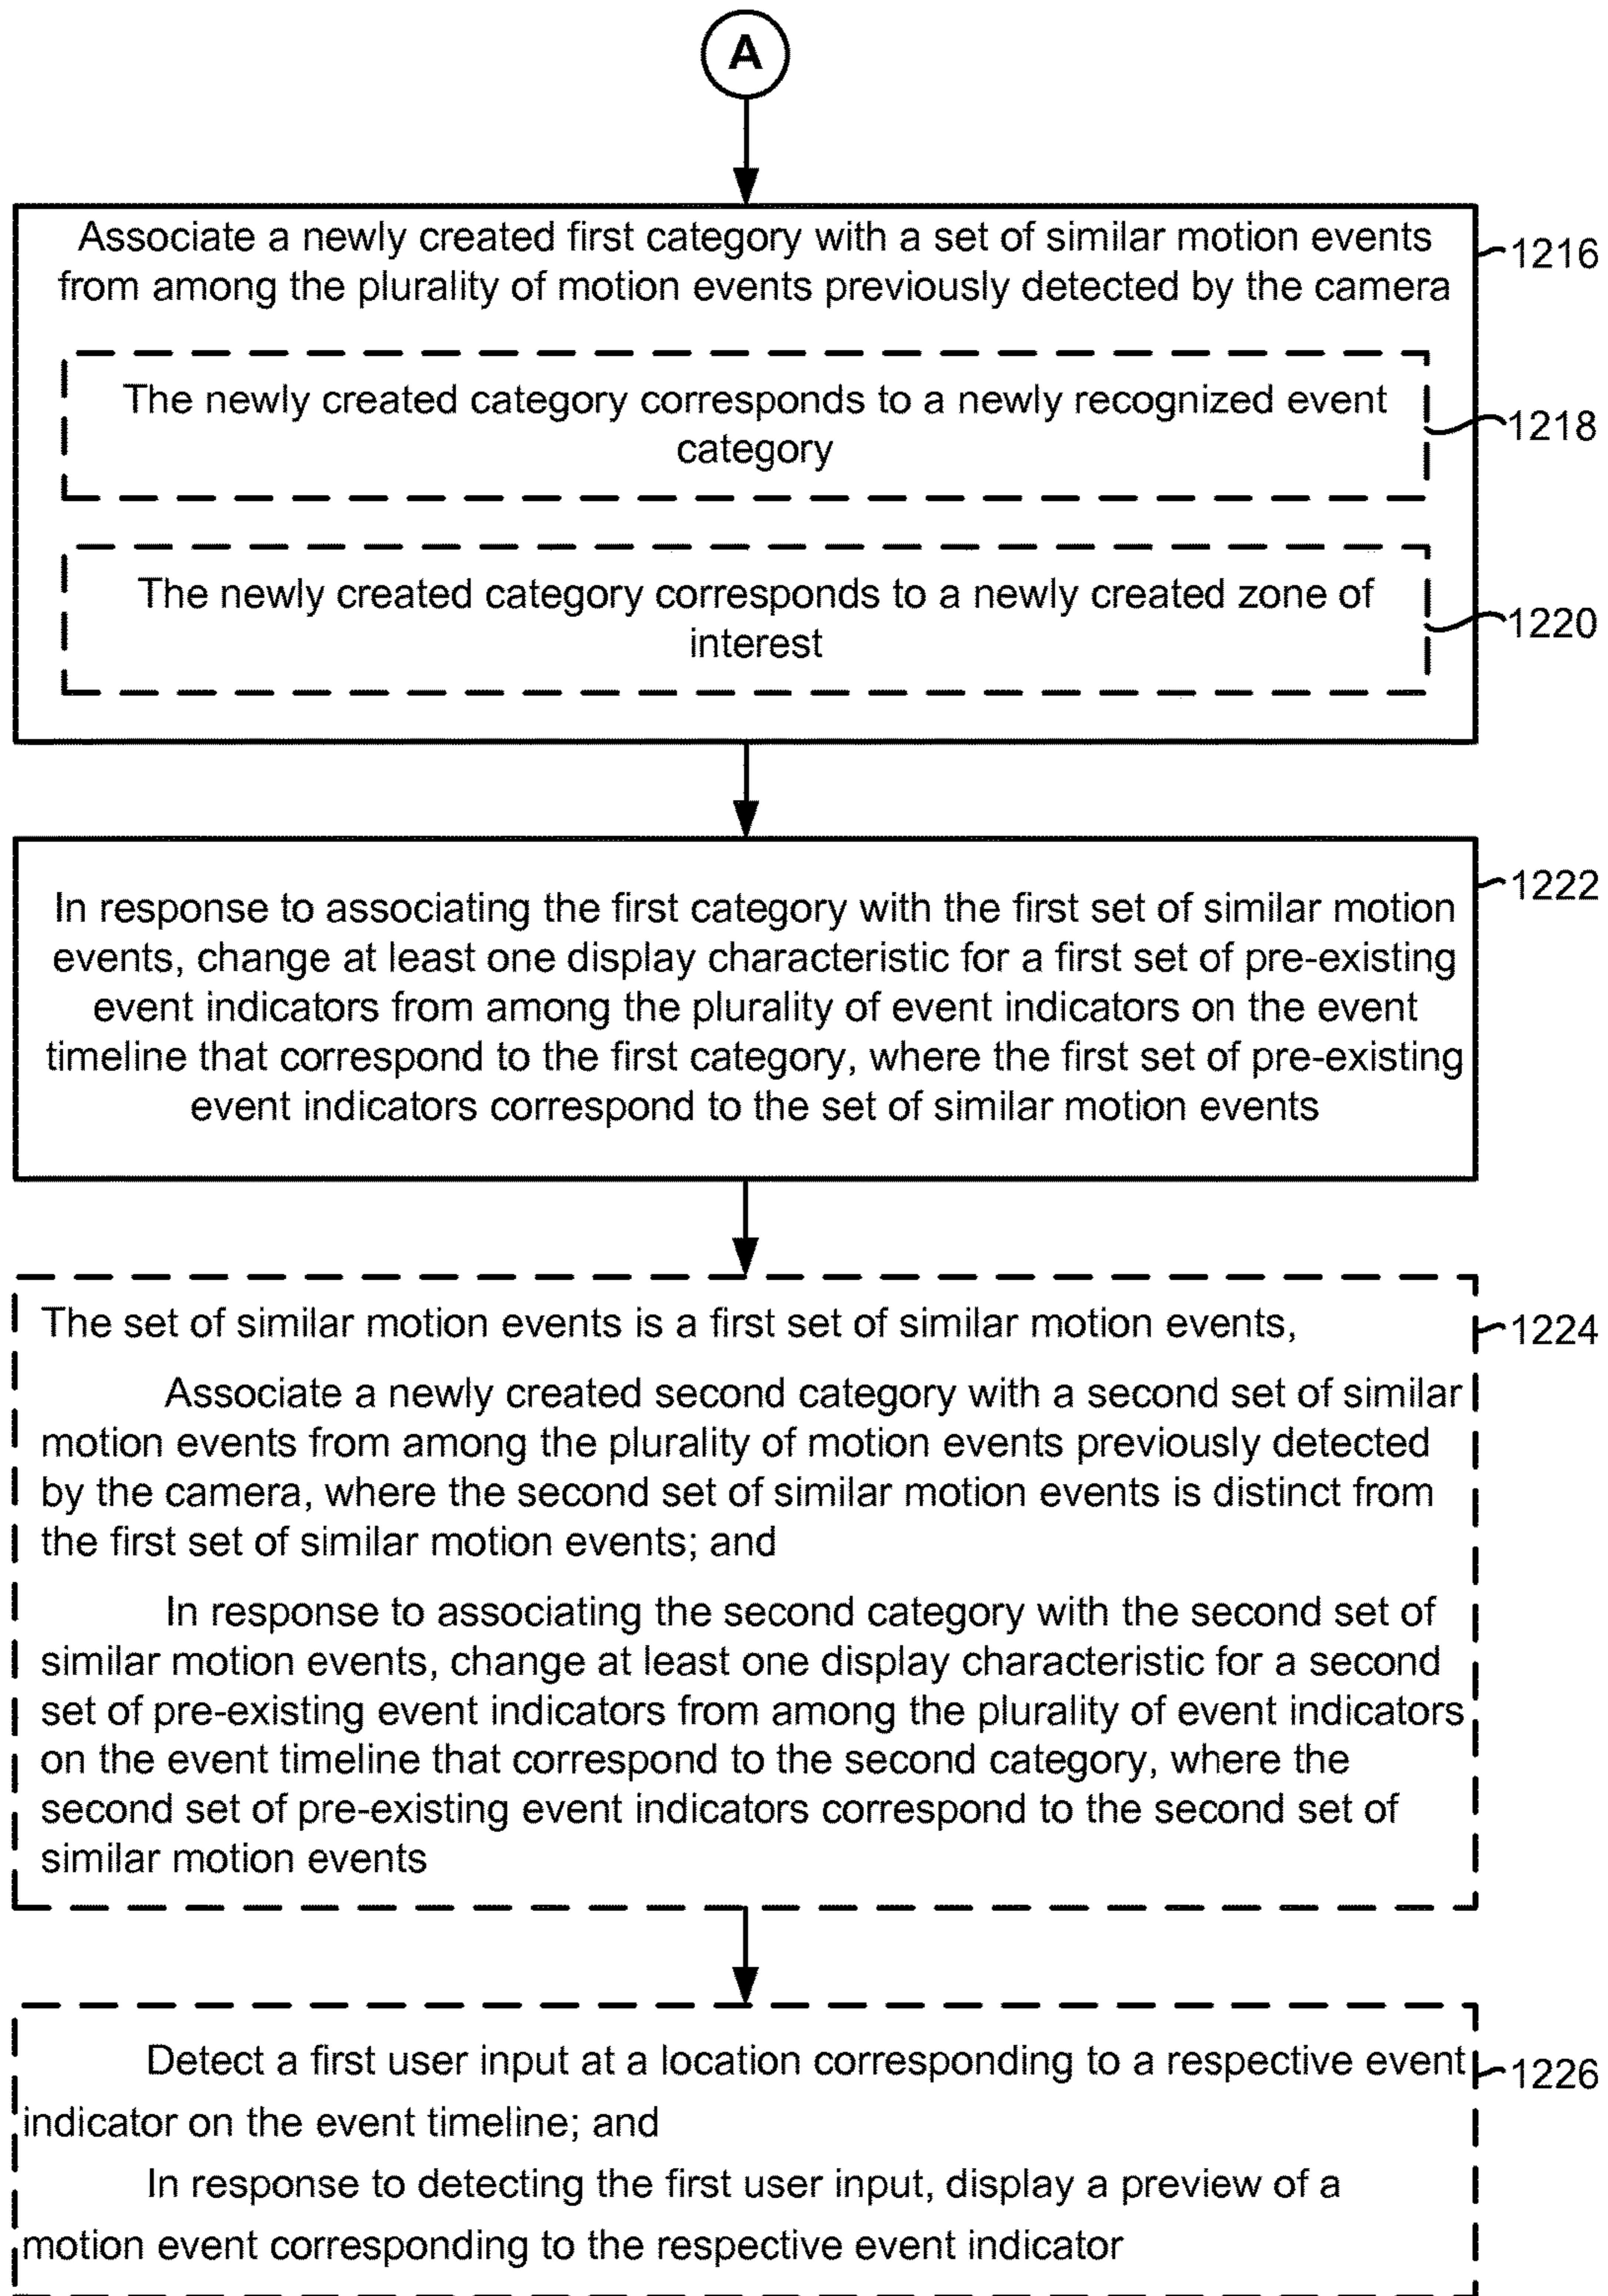 A
Associate a newly created first category with a set of similar motion events
from among the plurality of motion events previously detected by the camera
1216
The newly created category corresponds to a newly recognized event
category
1218
The newly created category corresponds to a newly created zone of
interest
1220
In response to associating the first category with the first set of similar motion
events, change at least one display characteristic for a first set of pre-existing
event indicators from among the plurality of event indicators on the event
timeline that correspond to the first category, where the first set of pre-existing
event indicators correspond to the set of similar motion events
1222
The set of similar motion events is a first set of similar motion events,
Associate a newly created second category with a second set of similar
motion events from among the plurality of motion events previously detected
by the camera, where the second set of similar motion events is distinct from
the first set of similar motion events; and
In response to associating the second category with the second set of
similar motion events, change at least one display characteristic for a second
set of pre-existing event indicators from among the plurality of event indicators
on the event timeline that correspond to the second category, where the
second set of pre-existing event indicators correspond to the second set of
similar motion events
1224
Detect a first user input at a location corresponding to a respective event
indicator on the event timeline; and
In response to detecting the first user input, display a preview of a
motion event corresponding to the respective event indicator
1226